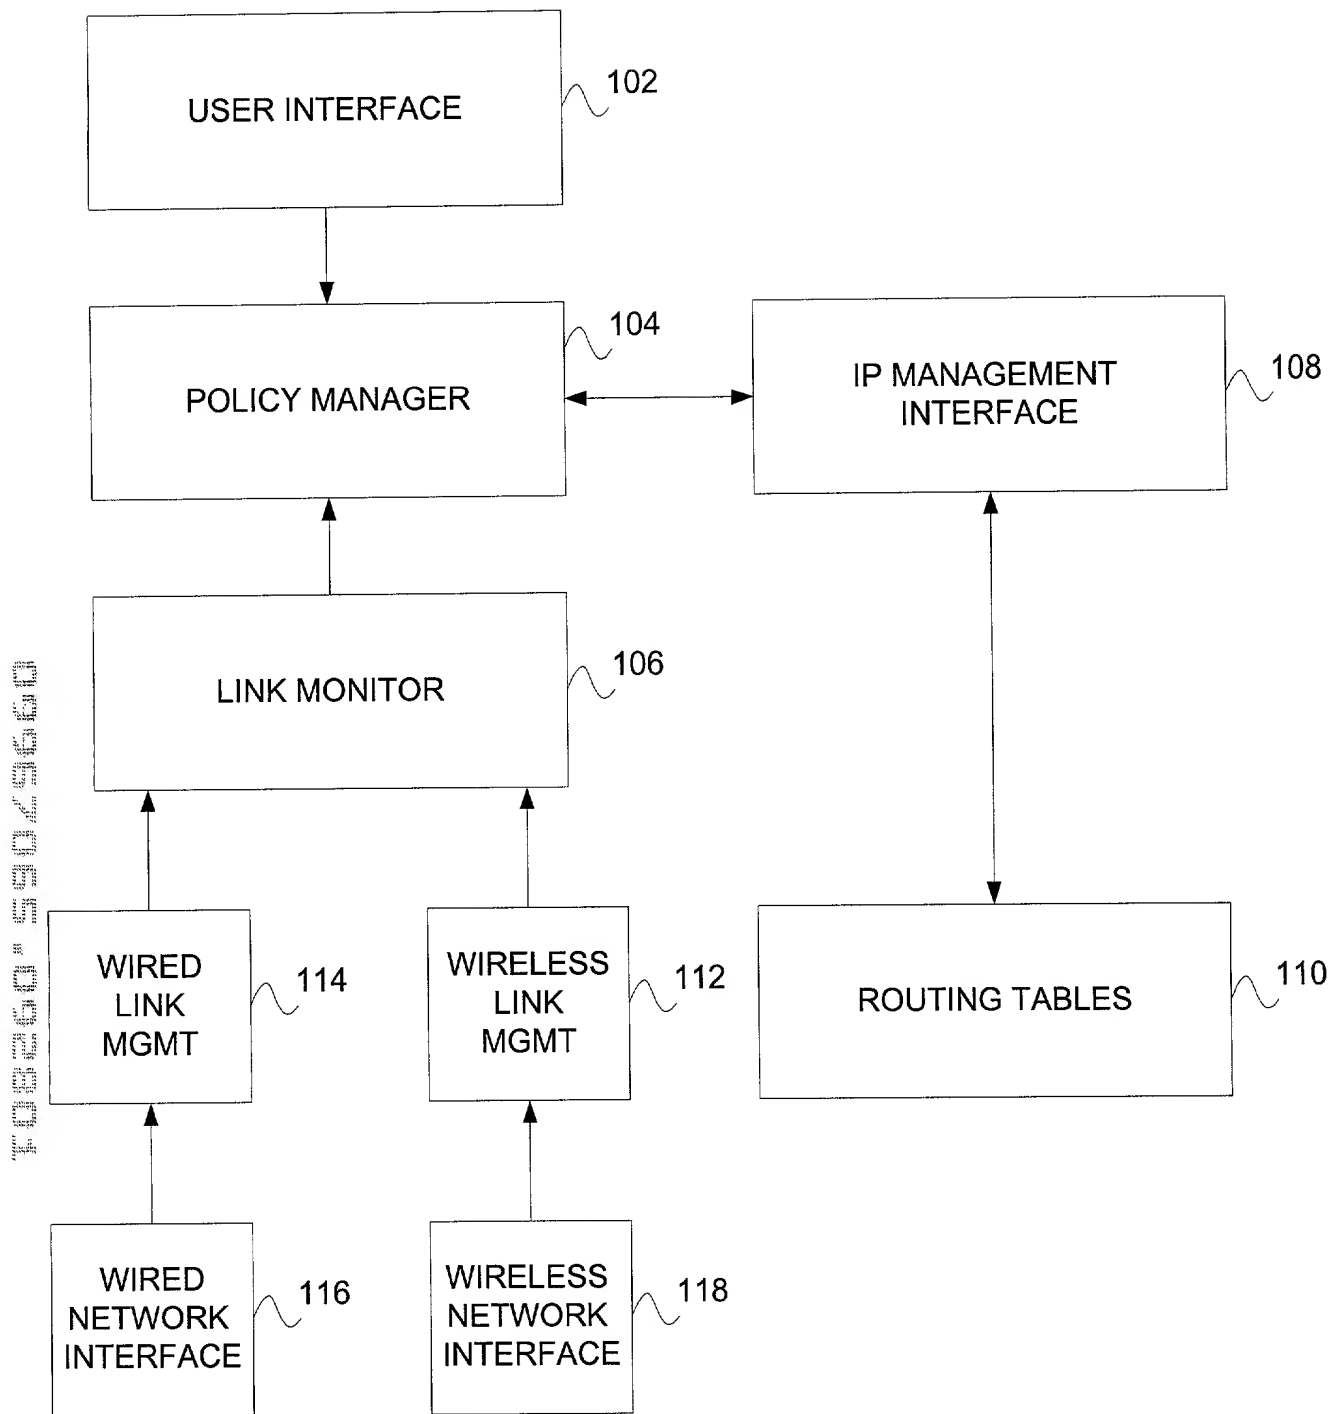 USER INTERFACE
102
POLICY MANAGER
104
IP MANAGEMENT
INTERFACE
108
LINK MONITOR
106
WIRED
LINK
MGMT
114
WIRELESS
LINK
MGMT
112
ROUTING TABLES
110
WIRED
NETWORK
INTERFACE
116
WIRELESS
NETWORK
INTERFACE
118